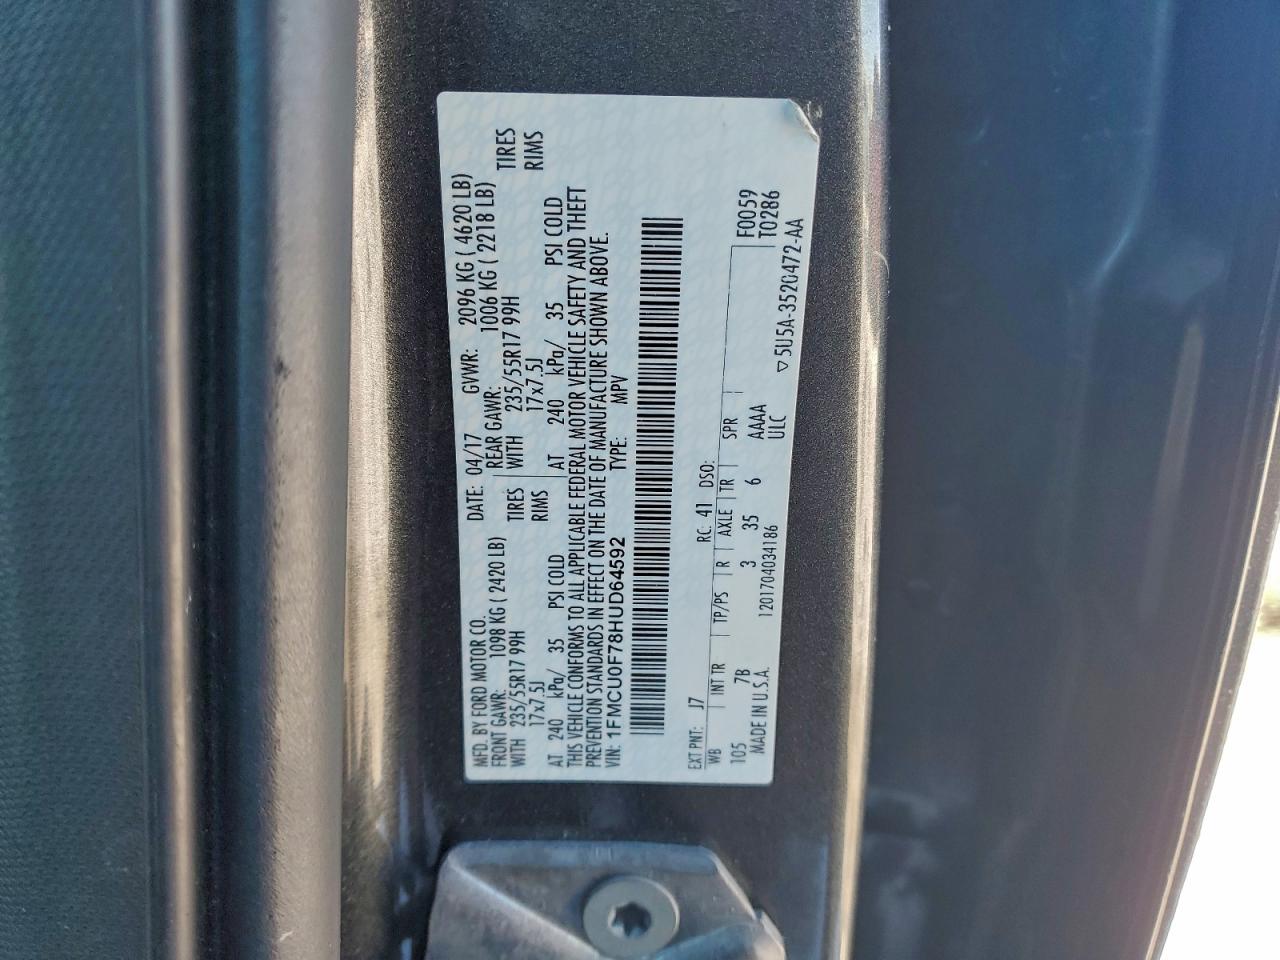 MFD. BY FORD MOTOR CO.
DATE: 04/17 GVWR: 2096 KG ( 4620 LB)
FRONT GAWR: 1098 KG ( 2420 LB) REAR GAWR: 1006 KG ( 2218 LB)
WITH 235/55R17 99H TIRES WITH 235/55R17 99H TIRES
17x7.5J RIMS 17x7.5J RIMS
AT 240 kPa/ 35 PSI COLD AT 240 kPa/ 35 PSI COLD
THIS VEHICLE CONFORMS TO ALL APPLICABLE FEDERAL MOTOR VEHICLE SAFETY AND THEFT
PREVENTION STANDARDS IN EFFECT ON THE DATE OF MANUFACTURE SHOWN ABOVE.
VIN: 1FMCU0F78HUD64592 TYPE: MPV
EXT PNT: J7 RC: 41 DSO:
WB INT TR TP/PS R AXLE TR SPR F0059
105 7B 3 35 6 AAAA T0286
MADE IN U.S.A. 1201704034186 ULC ▽5U5A-3520472-AA